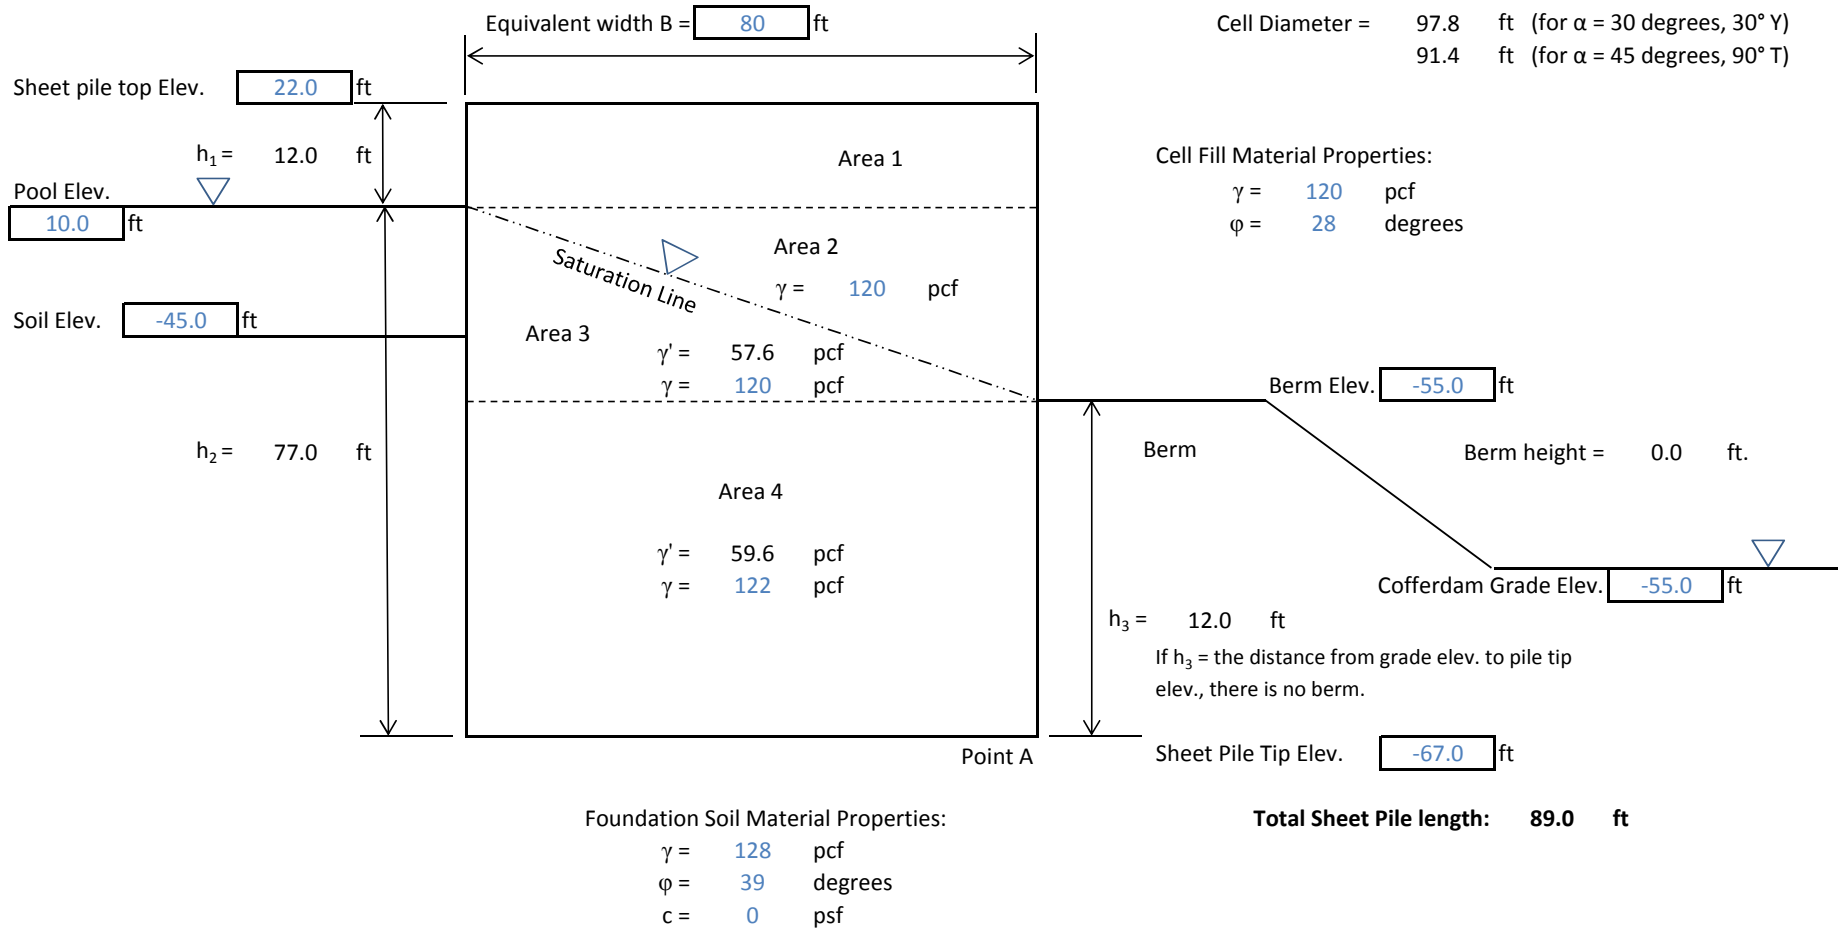 Equivalent width B = 80 ft
Cell Diameter = 97.8 ft (for α = 30 degrees, 30° Y)
91.4 ft (for α = 45 degrees, 90° T)
Sheet pile top Elev. 22.0 ft
h₁ = 12.0 ft
Area 1
Cell Fill Material Properties:
Pool Elev.
10.0 ft
γ = 120 pcf
φ = 28 degrees
Area 2
Saturation Line
γ = 120 pcf
Soil Elev. -45.0 ft
Area 3
γ' = 57.6 pcf
γ = 120 pcf
Berm Elev. -55.0 ft
h₂ = 77.0 ft
Berm
Berm height = 0.0 ft.
Area 4
γ' = 59.6 pcf
γ = 122 pcf
Cofferdam Grade Elev. -55.0 ft
h₃ = 12.0 ft
If h₃ = the distance from grade elev. to pile tip
elev., there is no berm.
Point A
Sheet Pile Tip Elev. -67.0 ft
Foundation Soil Material Properties:
Total Sheet Pile length: 89.0 ft
γ = 128 pcf
φ = 39 degrees
c = 0 psf